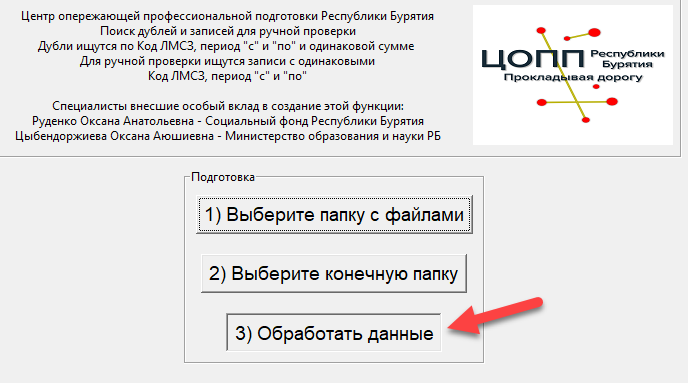 Центр опережающей профессиональной подготовки Республики Бурятия
Поиск дублей и записей для ручной проверки
Дубли ищутся по Код ЛМСЗ, период "с" и "по" и одинаковой сумме
Для ручной проверки ищутся записи с одинаковыми
Код ЛМСЗ, период "с" и "по"
Специалисты внесшие особый вклад в создание этой функции:
Руденко Оксана Анатольевна - Социальный фонд Республики Бурятия
Цыбендоржиева Оксана Аюшиевна - Министерство образования и науки РБ
ЦОПП Республики
Бурятия
Прокладывая дорогу
Подготовка
1) Выберите папку с файлами
2) Выберите конечную папку
3) Обработать данные